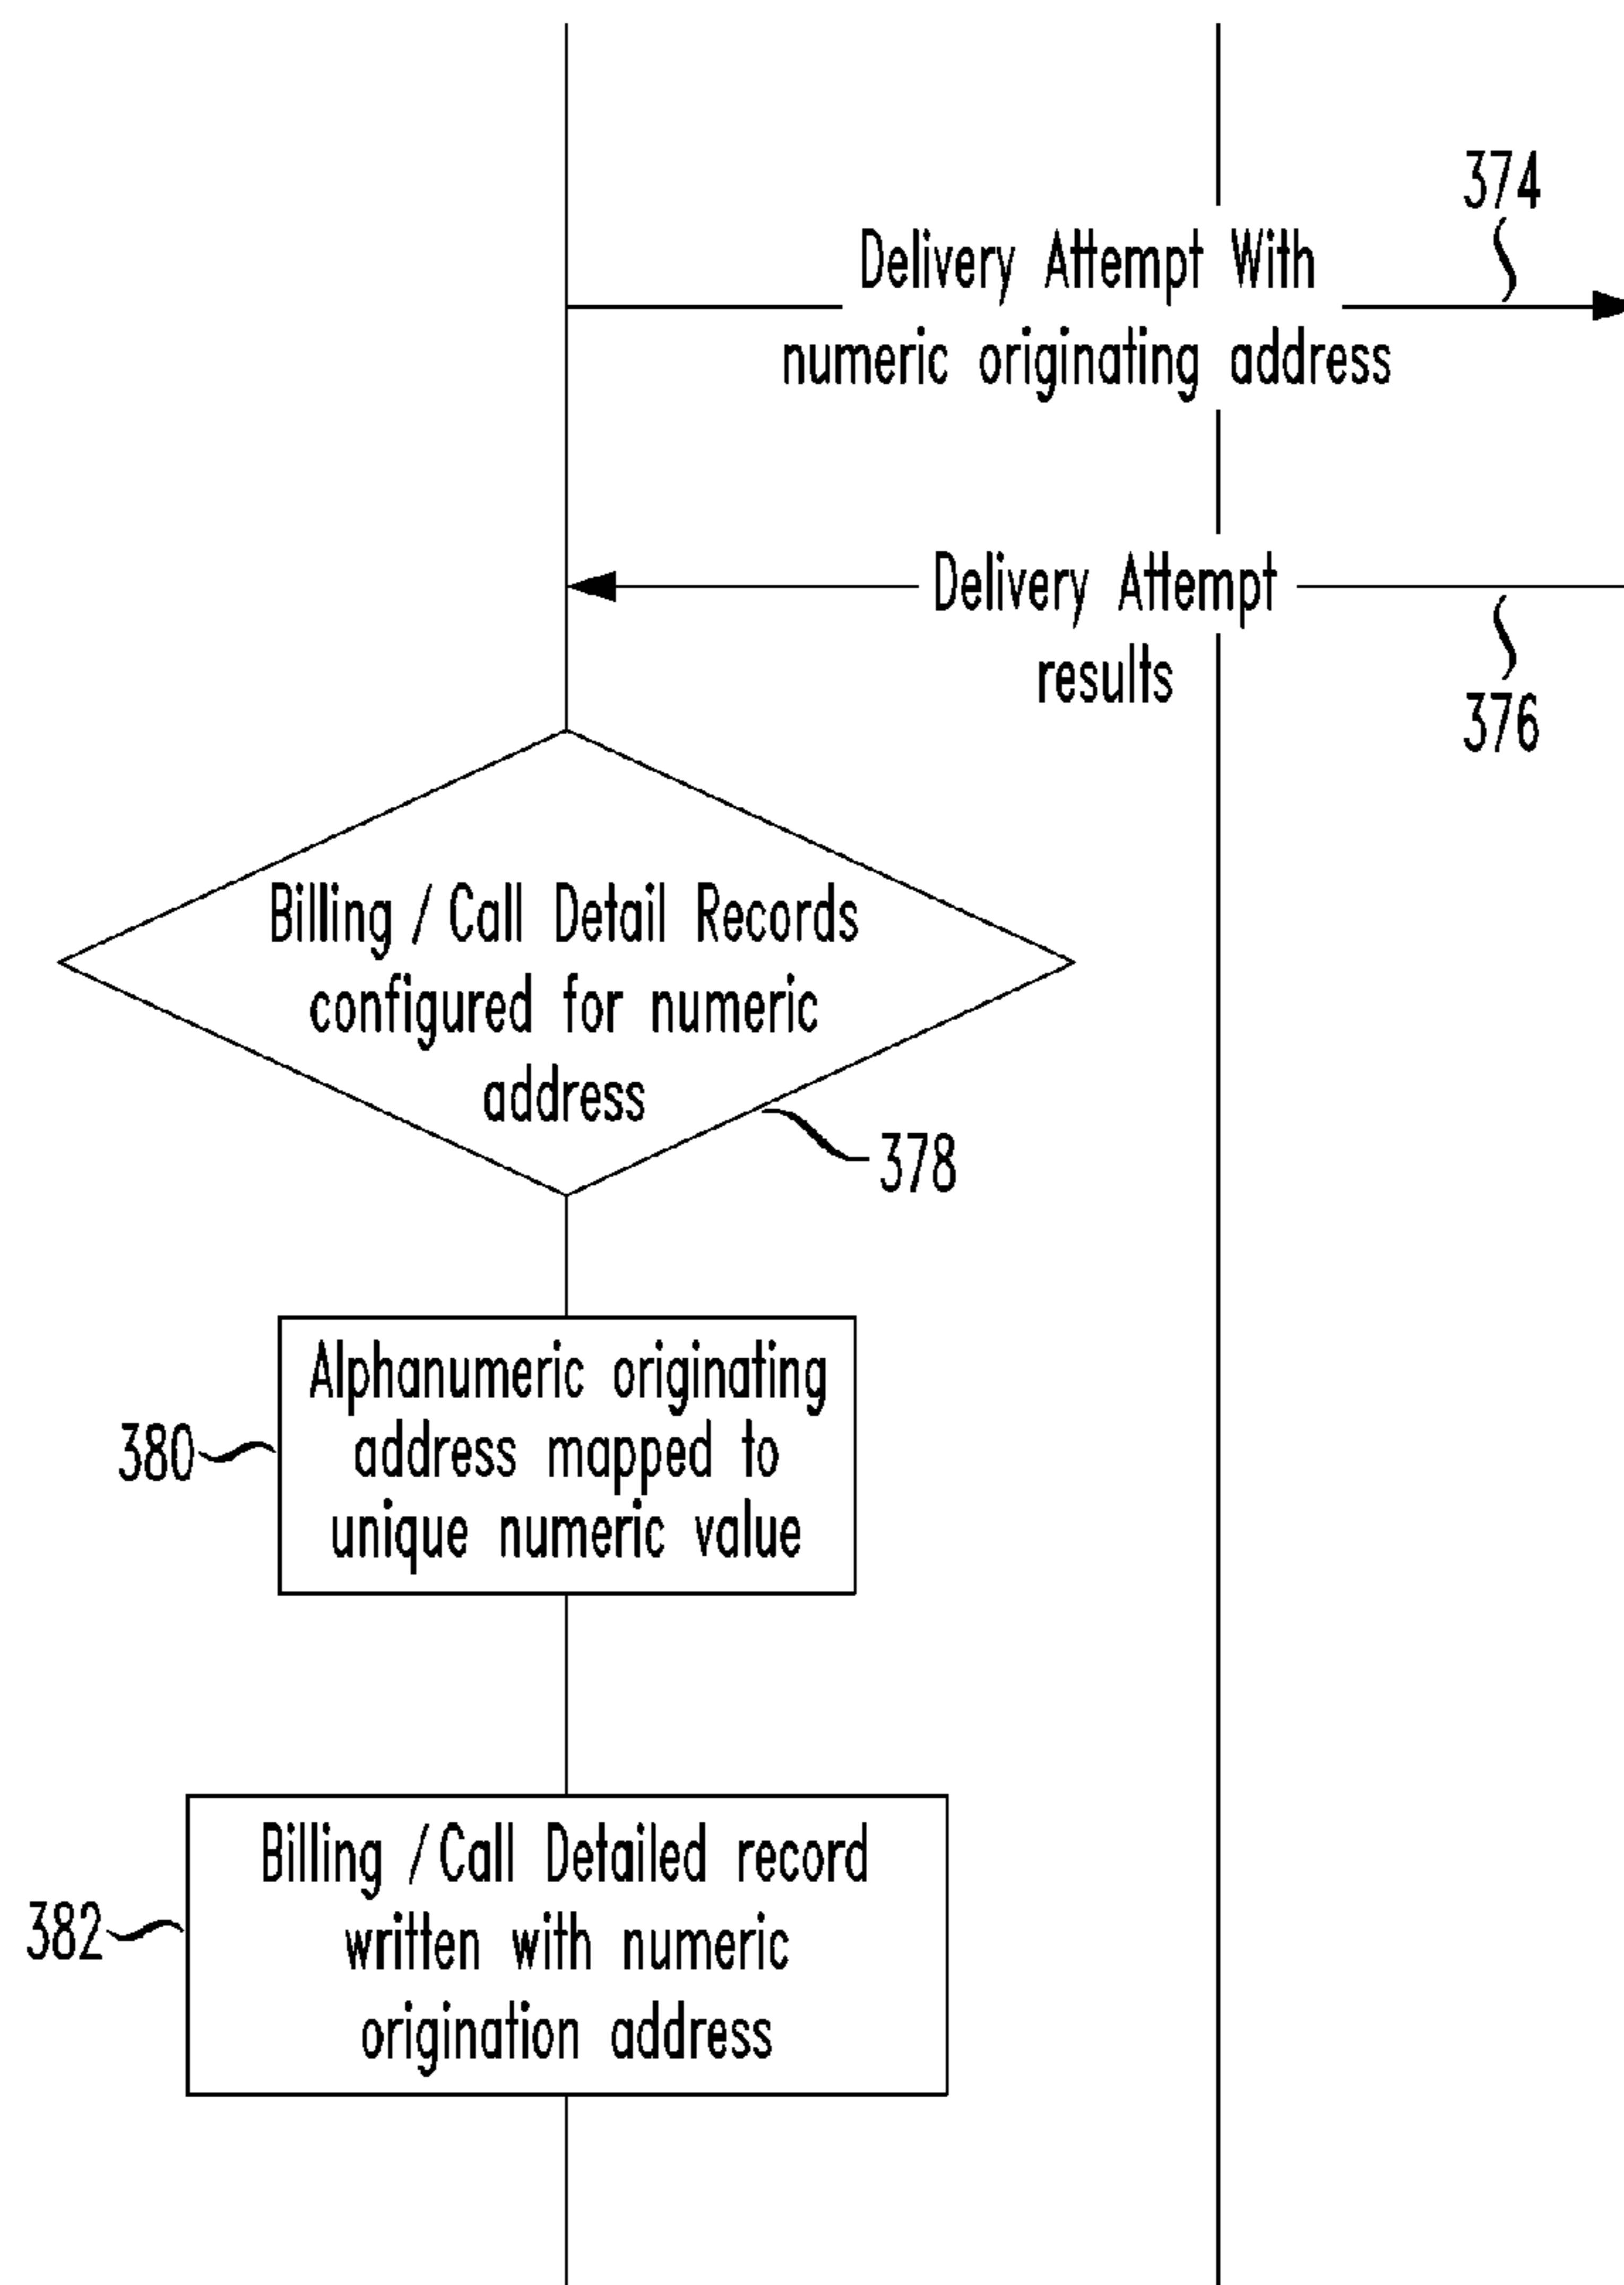 374
Delivery Attempt With
numeric originating address
Delivery Attempt
results
376
Billing / Call Detail Records
configured for numeric
address
378
Alphanumeric originating
address mapped to
unique numeric value
380
Billing /Call Detailed record
written with numeric
origination address
382